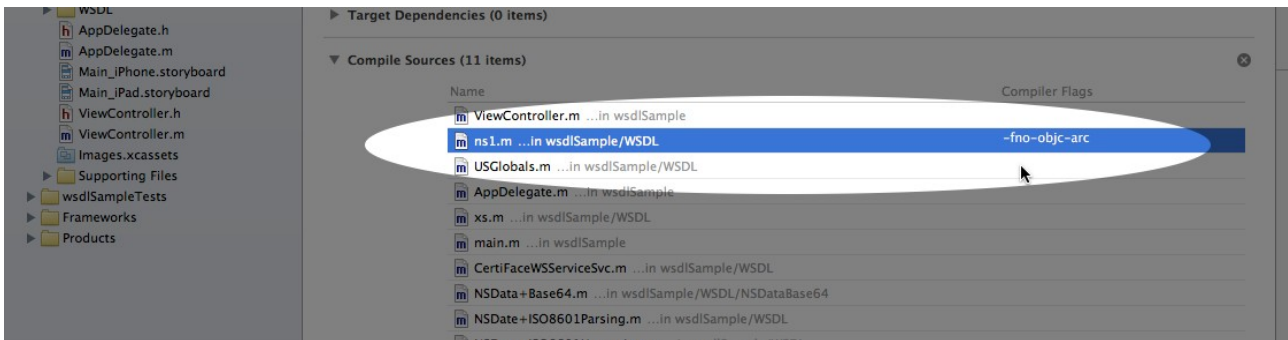 WSDL
AppDelegate.h
AppDelegate.m
Main_iPhone.storyboard
Main_iPad.storyboard
ViewController.h
ViewController.m
Images.xcassets
Supporting Files
wsdlSampleTests
Frameworks
Products
Target Dependencies (0 items)
Compile Sources (11 items)
Name Compiler Flags
ViewController.m ...in wsdlSample
ns1.m ...in wsdlSample/WSDL -fno-objc-arc
USGlobals.m ...in wsdlSample/WSDL
AppDelegate.m ...in wsdlSample
xs.m ...in wsdlSample/WSDL
main.m ...in wsdlSample
CertiFaceWSServiceSvc.m ...in wsdlSample/WSDL
NSData+Base64.m ...in wsdlSample/WSDL/NSDataBase64
NSDate+ISO8601Parsing.m ...in wsdlSample/WSDL